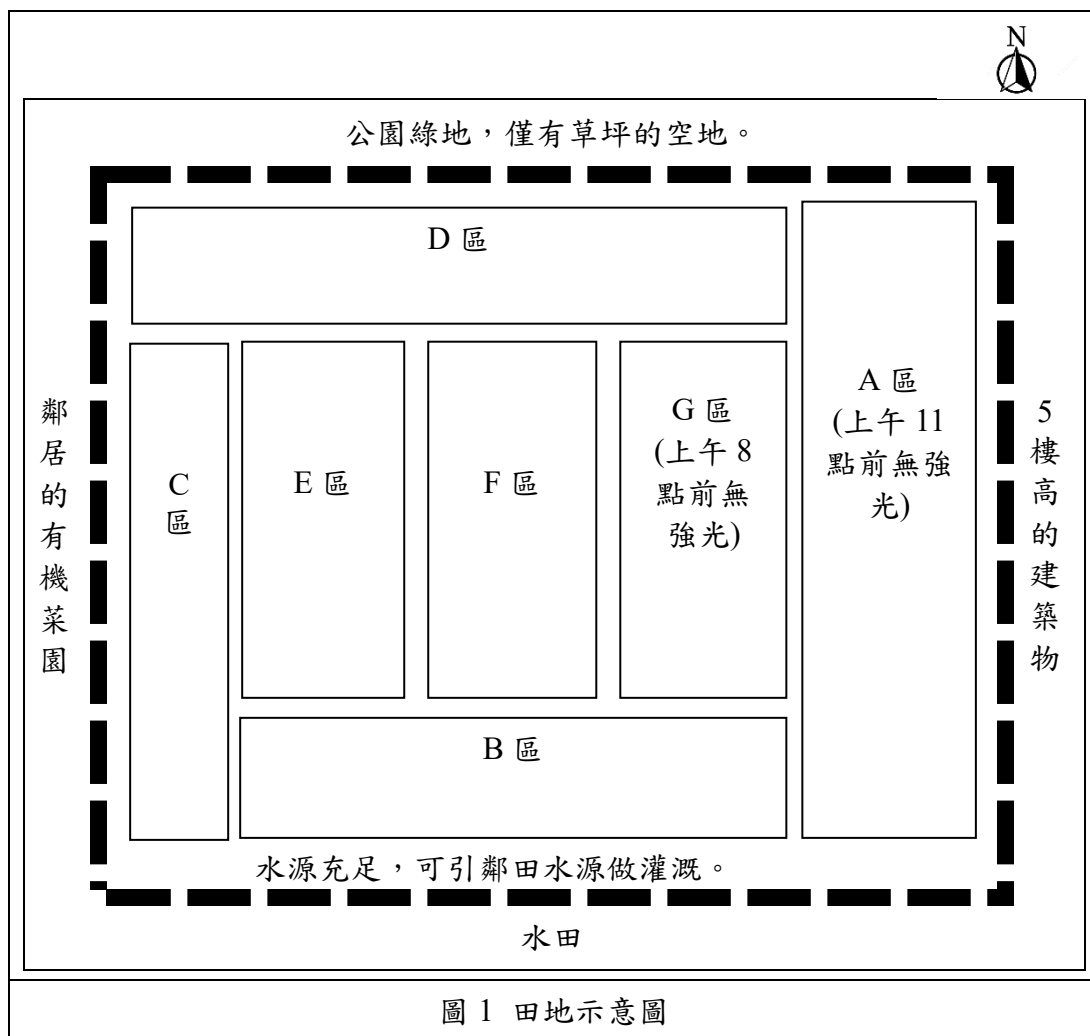 N
公園綠地，僅有草坪的空地。
D 區
A 區
(上午 11
點前無強
光)
G 區
(上午 8
點前無
強光)
C
區
E 區
F 區
B 區
鄰居的有機菜園
5樓高的建築物
水源充足，可引鄰田水源做灌溉。
水田
圖 1 田地示意圖